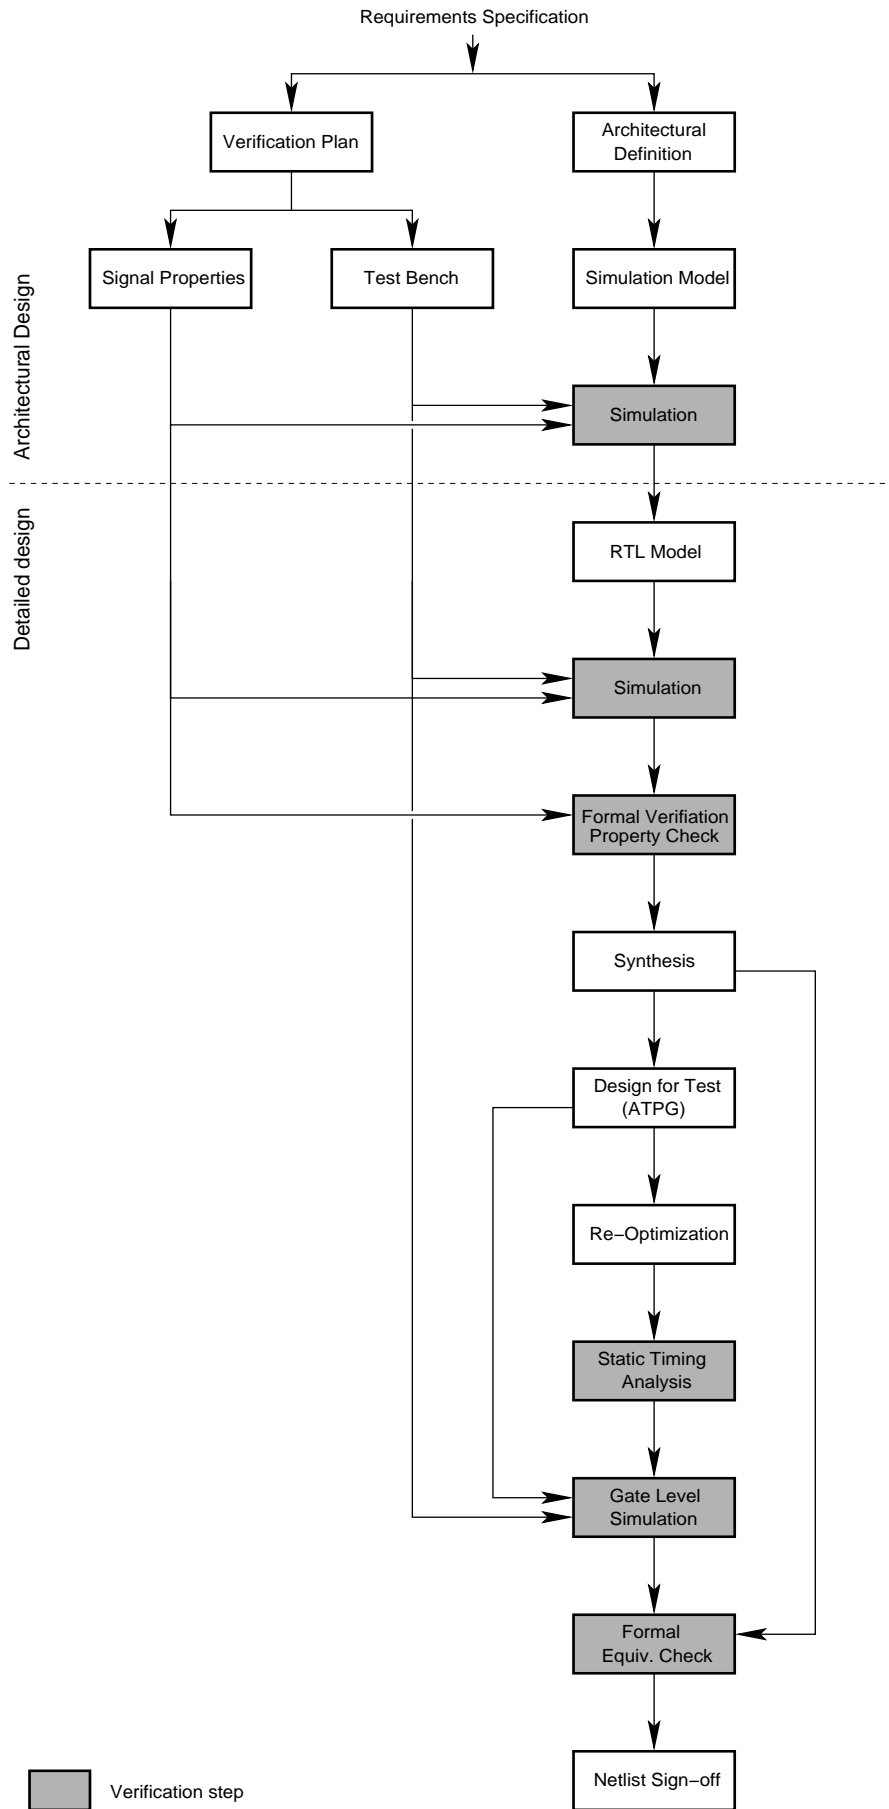 Requirements Specification
Verification Plan
Architectural
Definition
Signal Properties
Test Bench
Simulation Model
Architectural Design
Simulation
Detailed design
RTL Model
Simulation
Formal Verifiation
Property Check
Synthesis
Design for Test
(ATPG)
Re−Optimization
Static Timing
Analysis
Gate Level
Simulation
Formal
Equiv. Check
Netlist Sign−off
Verification step